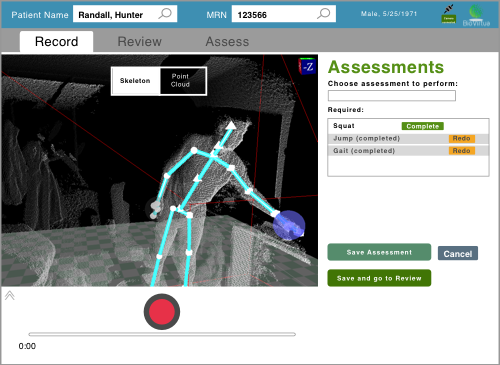 Patient Name Randall, Hunter MRN 123566 Male, 5/25/1971
BioVirtua
Record Review Assess
Skeleton Point Cloud
-Z
Assessments
Choose assessment to perform:
Required:
Squat Complete
Jump (completed) Redo
Gait (completed) Redo
Save Assessment Cancel
Save and go to Review
0:00